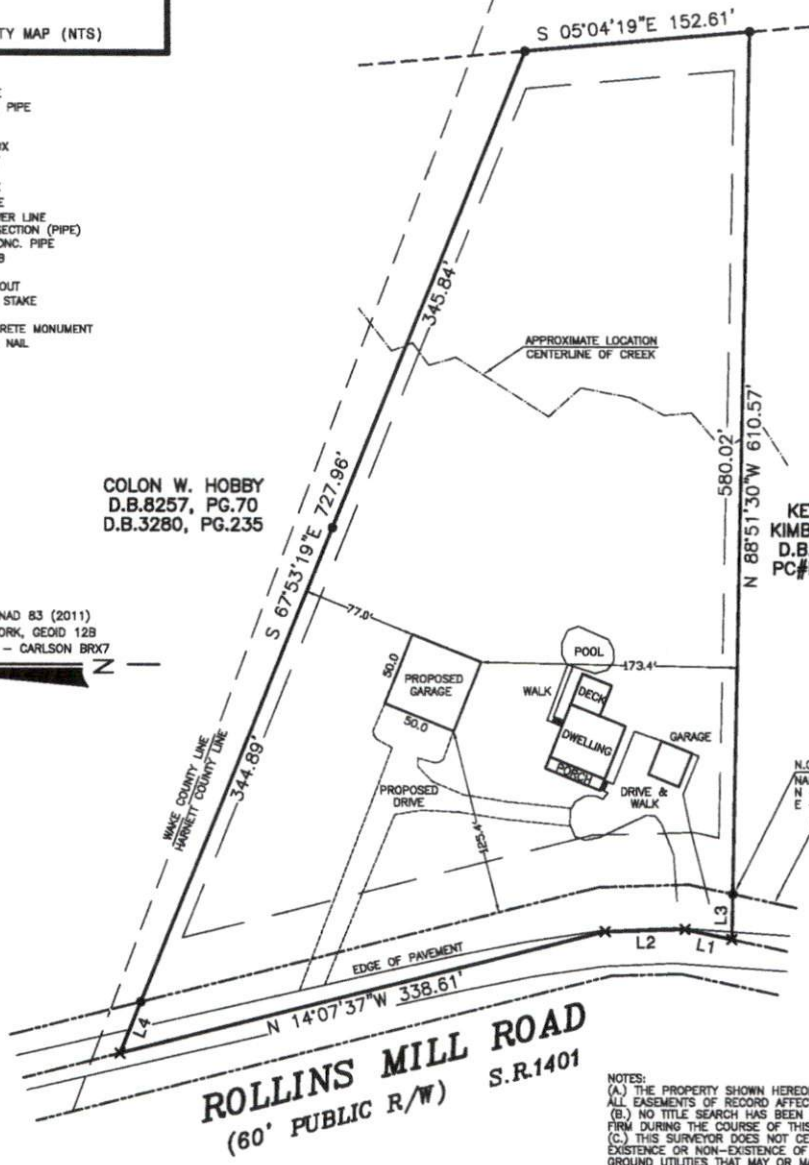 TY MAP (NTS)
S 05°04'19"E 152.61'
PIPE
ER LINE
SECTION (PIPE)
ONC. PIPE
OUT
STAKE
RETE MONUMENT
NAIL
345.84'
APPROXIMATE LOCATION
CENTERLINE OF CREEK
580.02'
N 88°51'30"W 610.57'
COLON W. HOBBY
D.B.8257, PG.70
D.B.3280, PG.235
S 67°53'19"E 727.96'
KE
KIMB
D.B.
PC#
NAD 83 (2011)
ORK, GEOID 12B
- CARLSON BRX7
N
77.0'
50.0
PROPOSED
GARAGE
50.0
POOL
173.4'
WALK
DECK
DWELLING
PORCH
GARAGE
DRIVE &
WALK
WAKE COUNTY LINE
HARNETT COUNTY LINE
344.89'
PROPOSED
DRIVE
125.4'
N.C
NA
N
E
L3
L2
L1
EDGE OF PAVEMENT
L4
N 14°07'37"W 338.61'
ROLLINS MILL ROAD
(60' PUBLIC R/W) S.R.1401
NOTES:
(A.) THE PROPERTY SHOWN HEREO
ALL EASEMENTS OF RECORD AFFEC
(B.) NO TITLE SEARCH HAS BEEN
FIRM DURING THE COURSE OF THIS
(C.) THIS SURVEYOR DOES NOT CE
EXISTENCE OR NON-EXISTENCE OF
GROUND UTILITIES THAT MAY OR MA